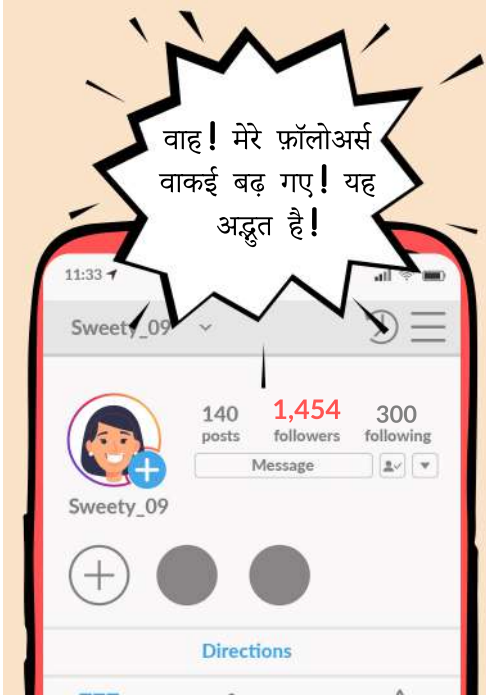 वाह! मेरे फ़ॉलोअर्स
वाकई बढ़ गए! यह
अद्भुत है!
11:33
Sweety_09
140 1,454 300
posts followers following
Message
Sweety_09
Directions